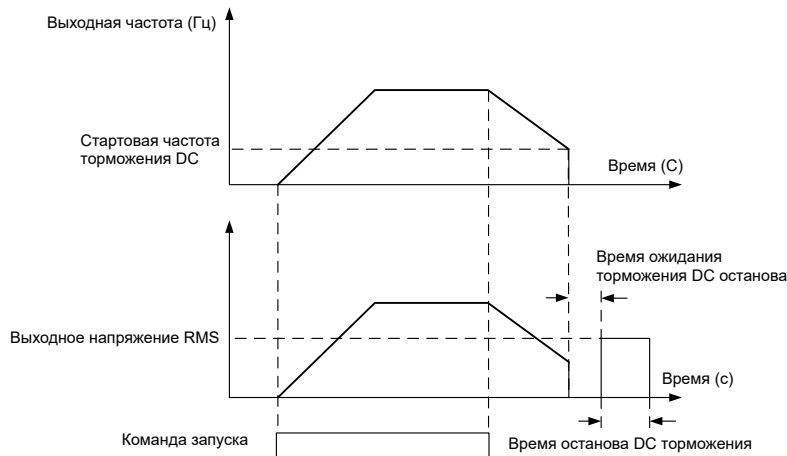 Выходная частота (Гц)
Стартовая частота
торможения DC
Время (С)
Время ожидания
торможения DC останова
Выходное напряжение RMS
Время (с)
Команда запуска
Время останова DC торможения